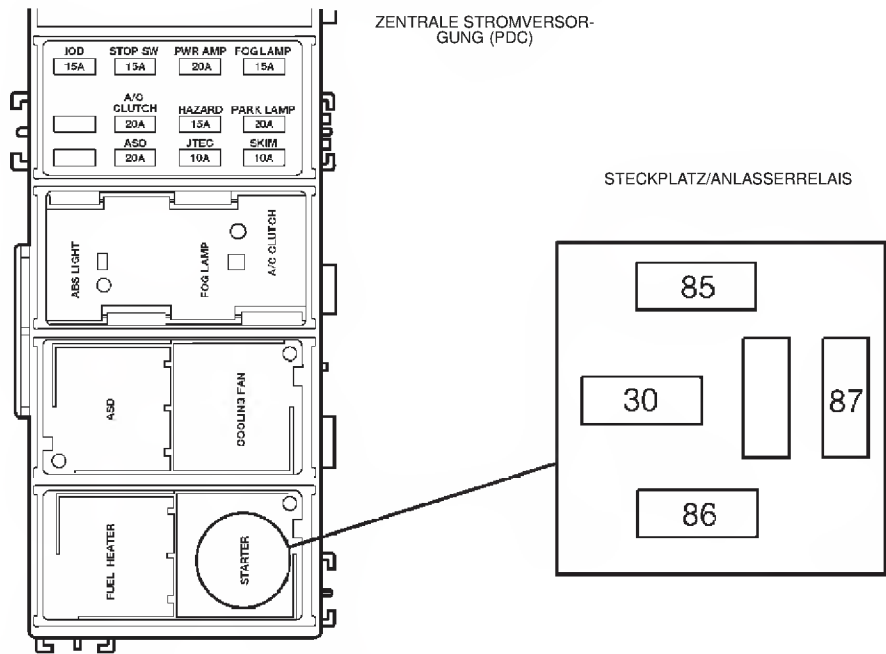 ZENTRALE STROMVERSOR-
GUNG (PDC)
IOD STOP SW PWR AMP FOG LAMP
15A 15A 20A 15A
A/C
CLUTCH HAZARD PARK LAMP
20A 15A 20A
ASD JTEC SKIM
20A 10A 10A
ABS LIGHT
FOG LAMP
A/C CLUTCH
ASD
COOLING FAN
FUEL HEATER
STARTER
STECKPLATZ/ANLASSERRELAIS
85
30
87
86